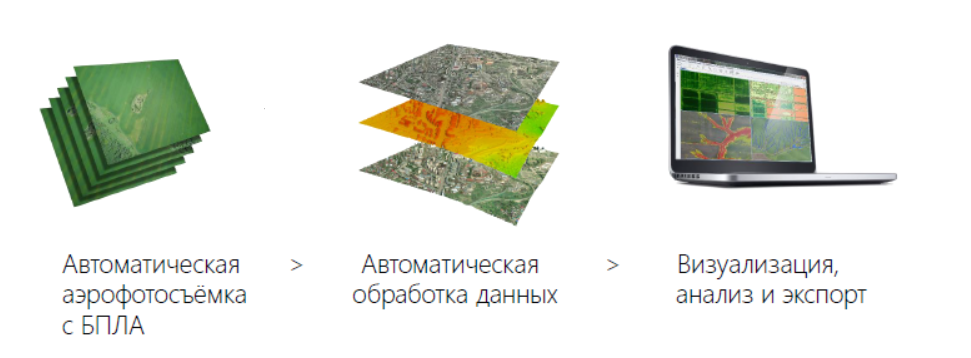 Автоматическая
аэрофотосъёмка
с БПЛА
>
Автоматическая
обработка данных
>
Визуализация,
анализ и экспорт